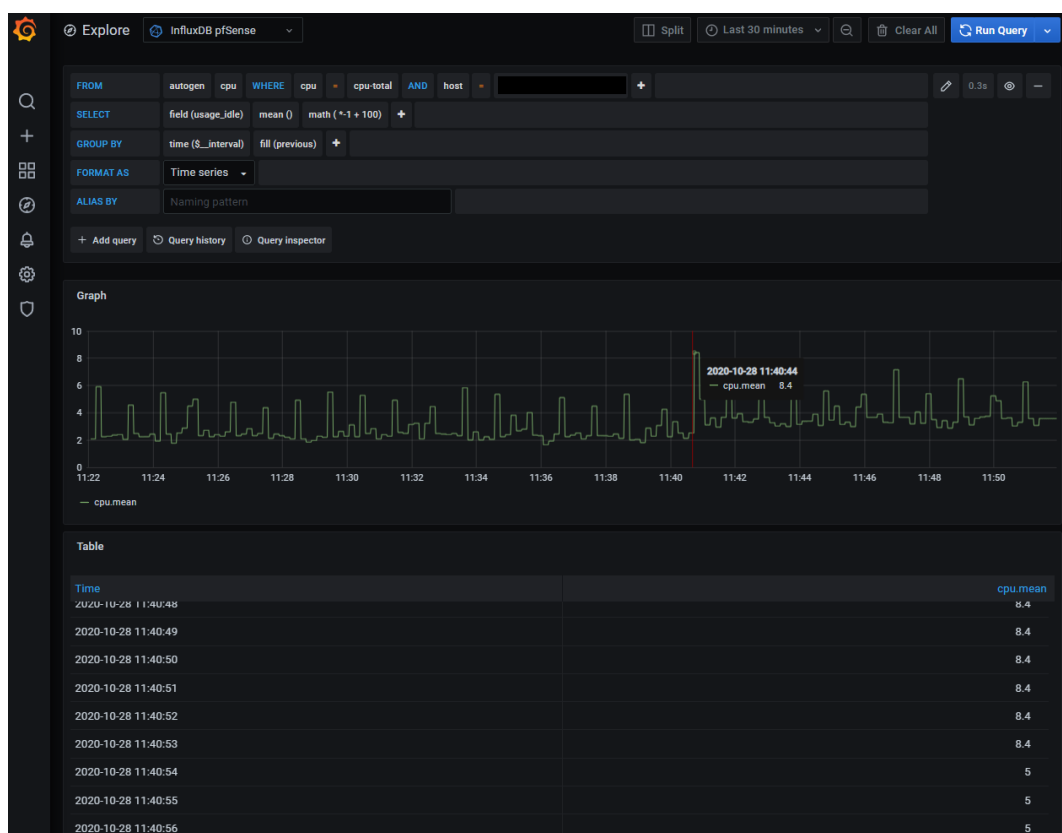 Explore InfluxDB pfSense Split Last 30 minutes Clear All Run Query
FROM autogen cpu WHERE cpu = cpu-total AND host = + 0.3s
SELECT field (usage_idle) mean () math ( *-1 + 100) +
GROUP BY time ($__interval) fill (previous) +
FORMAT AS Time series
ALIAS BY Naming pattern
+ Add query Query history Query inspector
Graph
10
8
6
4
2
0
2020-10-28 11:40:44
cpu.mean 8.4
11:22 11:24 11:26 11:28 11:30 11:32 11:34 11:36 11:38 11:40 11:42 11:44 11:46 11:48 11:50
cpu.mean
Table
Time cpu.mean
2020-10-28 11:40:48 8.4
2020-10-28 11:40:49 8.4
2020-10-28 11:40:50 8.4
2020-10-28 11:40:51 8.4
2020-10-28 11:40:52 8.4
2020-10-28 11:40:53 8.4
2020-10-28 11:40:54 5
2020-10-28 11:40:55 5
2020-10-28 11:40:56 5